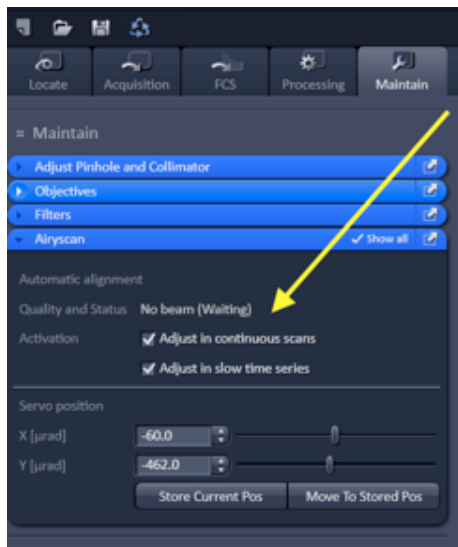 Locate Acquisition FCS Processing Maintain
Maintain
Adjust Pinhole and Collimator
Objectives
Filters
Airyscan Show all
Automatic alignment
Quality and Status No beam (Waiting)
Activation Adjust in continuous scans
Adjust in slow time series
Servo position
X [µrad] -60.0
Y [µrad] -462.0
Store Current Pos Move To Stored Pos